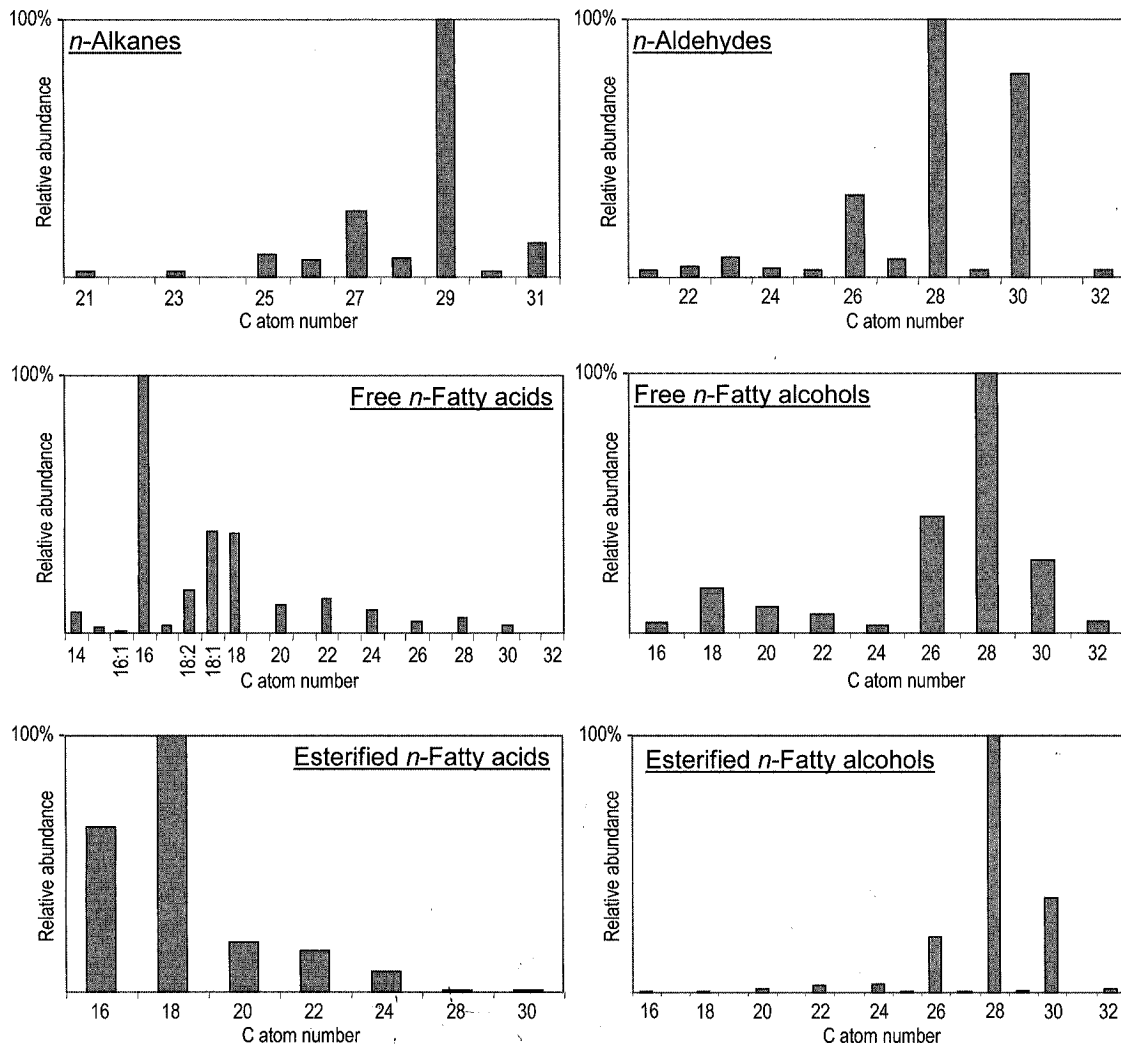 100%
n-Alkanes
Relative abundance
21 23 25 27 29 31
C atom number
100%
n-Aldehydes
Relative abundance
22 24 26 28 30 32
C atom number
100%
Free n-Fatty acids
Relative abundance
14 16:1 16 18:2 18:1 18 20 22 24 26 28 30 32
C atom number
100%
Free n-Fatty alcohols
Relative abundance
16 18 20 22 24 26 28 30 32
C atom number
100%
Esterified n-Fatty acids
Relative abundance
16 18 20 22 24 28 30
C atom number
100%
Esterified n-Fatty alcohols
Relative abundance
16 18 20 22 24 26 28 30 32
C atom number